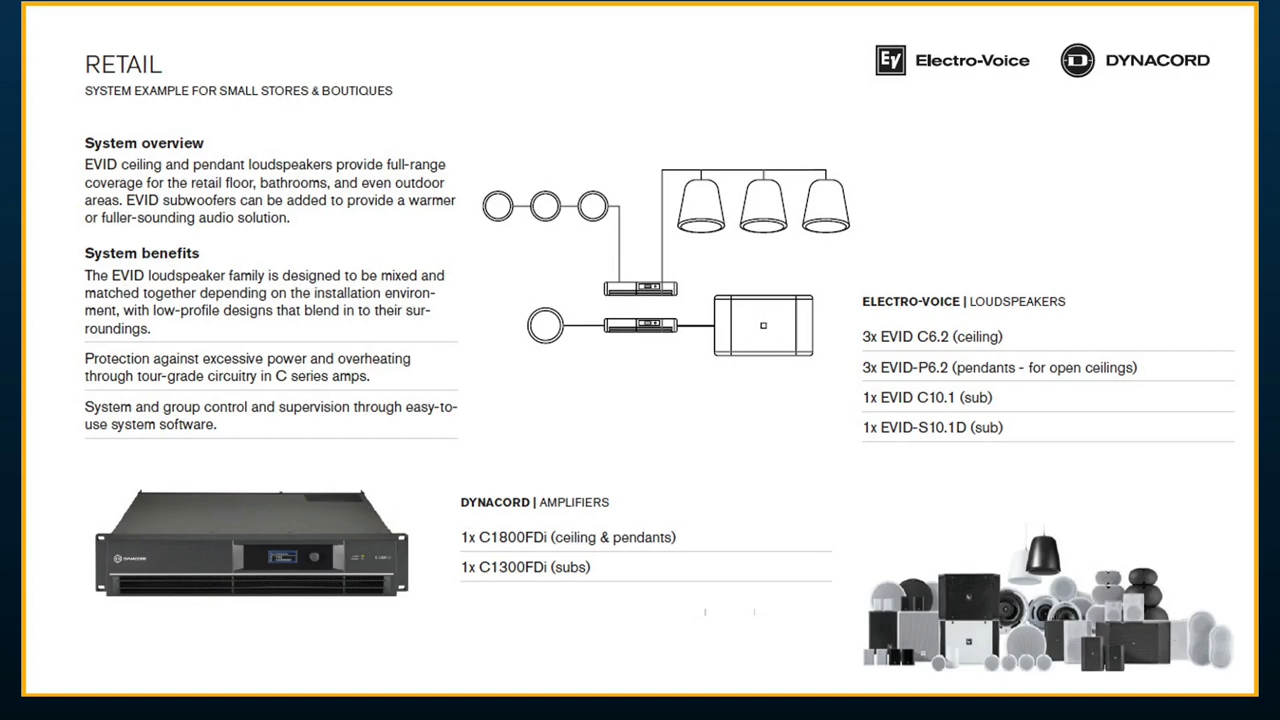 RETAIL
SYSTEM EXAMPLE FOR SMALL STORES & BOUTIQUES
EV Electro-Voice
D DYNACORD
System overview
EVID ceiling and pendant loudspeakers provide full-range
coverage for the retail floor, bathrooms, and even outdoor
areas. EVID subwoofers can be added to provide a warmer
or fuller-sounding audio solution.
System benefits
The EVID loudspeaker family is designed to be mixed and
matched together depending on the installation environ-
ment, with low-profile designs that blend in to their sur-
roundings.
Protection against excessive power and overheating
through tour-grade circuitry in C series amps.
System and group control and supervision through easy-to-
use system software.
ELECTRO-VOICE | LOUDSPEAKERS
3x EVID C6.2 (ceiling)
3x EVID-P6.2 (pendants - for open ceilings)
1x EVID C10.1 (sub)
1x EVID-S10.1D (sub)
DYNACORD
DYNACORD | AMPLIFIERS
1x C1800FDi (ceiling & pendants)
1x C1300FDi (subs)